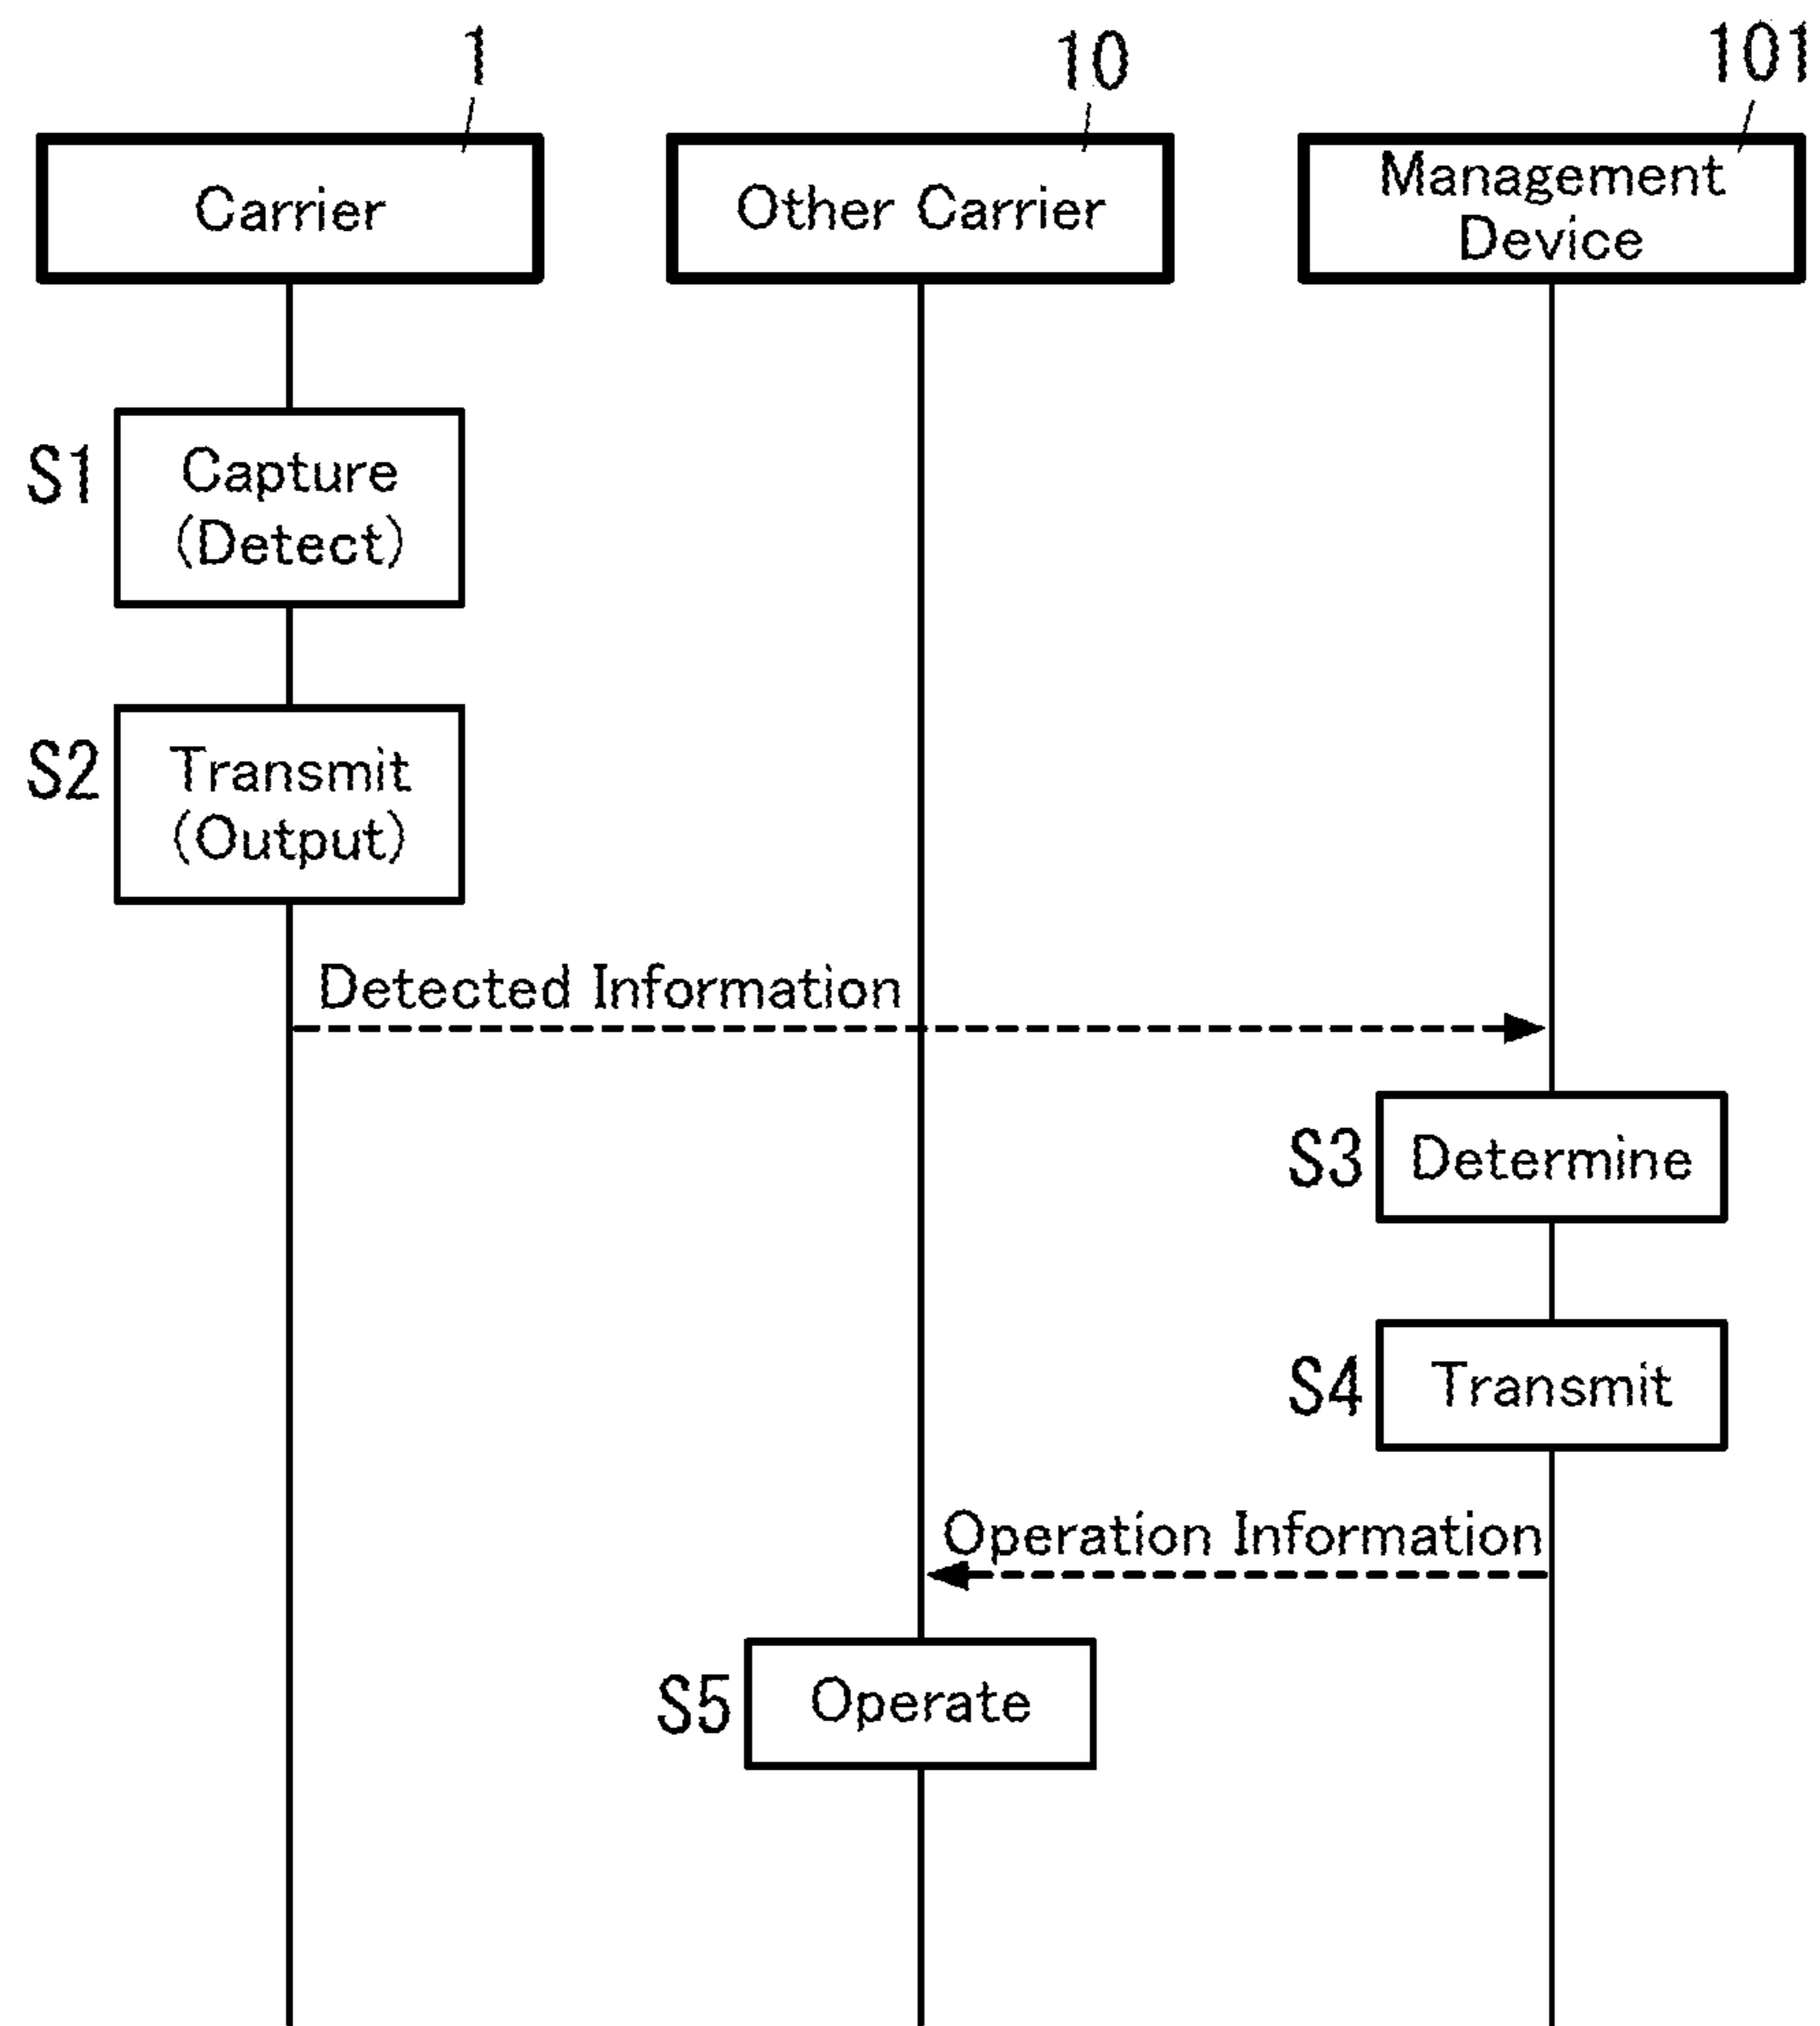 1
10
101
Carrier
Other Carrier
Management
Device
S1
Capture
(Detect)
S2
Transmit
(Output)
Detected Information
S3
Determine
S4
Transmit
Operation Information
S5
Operate